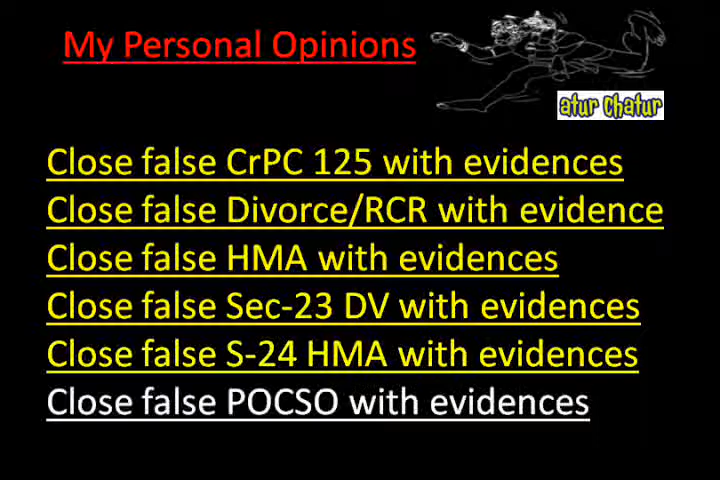 My Personal Opinions
atur chatur
Close false CrPC 125 with evidences
Close false Divorce/RCR with evidence
Close false HMA with evidences
Close false Sec-23 DV with evidences
Close false S-24 HMA with evidences
Close false POCSO with evidences